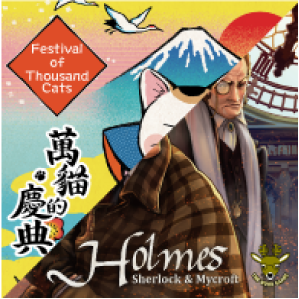 Festival
of
Thousand
Cats
萬貓的
慶典
Holmes
Sherlock & Mycroft